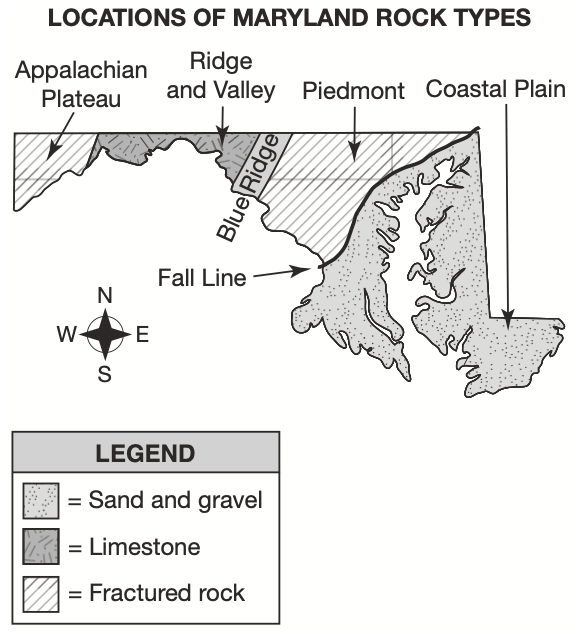 LOCATIONS OF MARYLAND ROCK TYPES
Appalachian
Plateau
Ridge
and Valley
Piedmont
Coastal Plain
Blue Ridge
Fall Line
N
W
E
S
LEGEND
= Sand and gravel
= Limestone
= Fractured rock